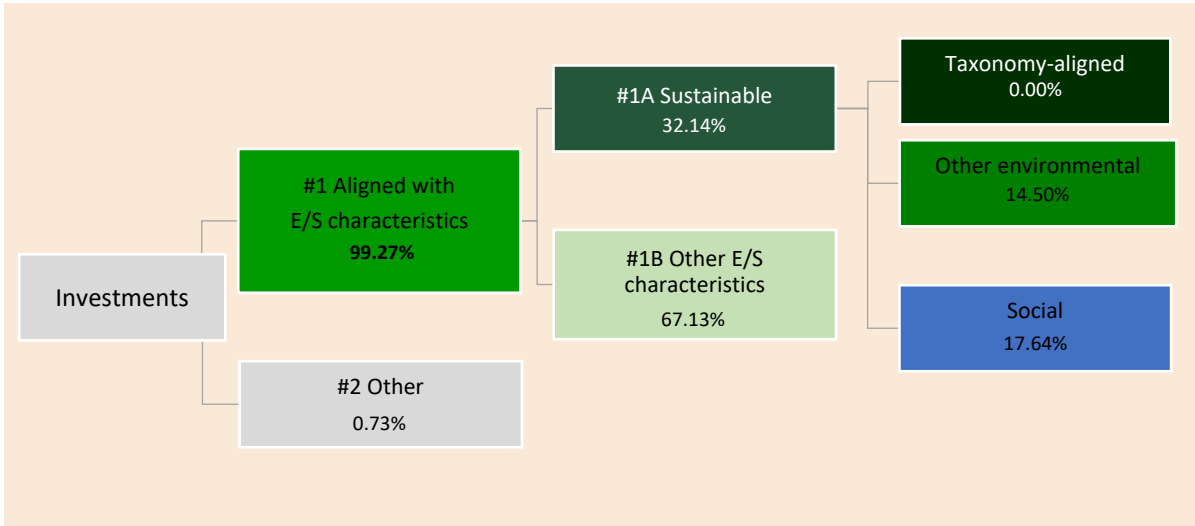 Investments
#1 Aligned with
E/S characteristics
99.27%
#2 Other
0.73%
#1A Sustainable
32.14%
#1B Other E/S
characteristics
67.13%
Taxonomy-aligned
0.00%
Other environmental
14.50%
Social
17.64%